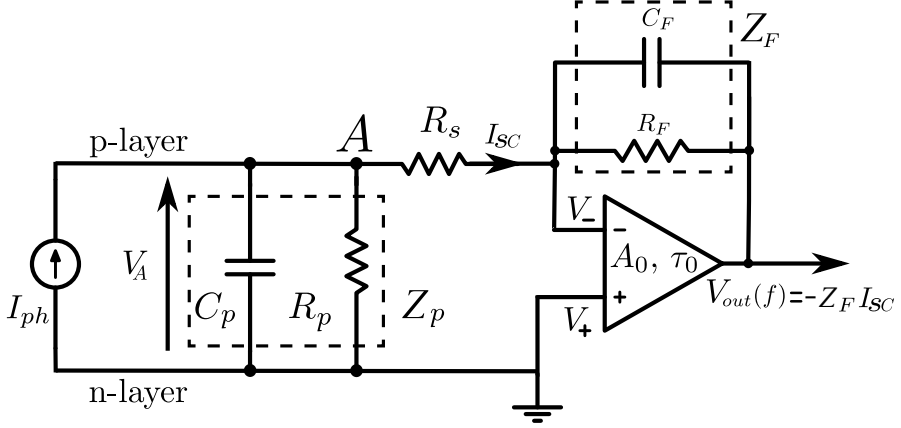 C_F
Z_F
R_F
p-layer
A
R_s
I_SC
V_A
I_ph
C_p
R_p
Z_p
V_-
-
A_0, τ_0
+
V_+
V_out(f)=-Z_F I_SC
n-layer